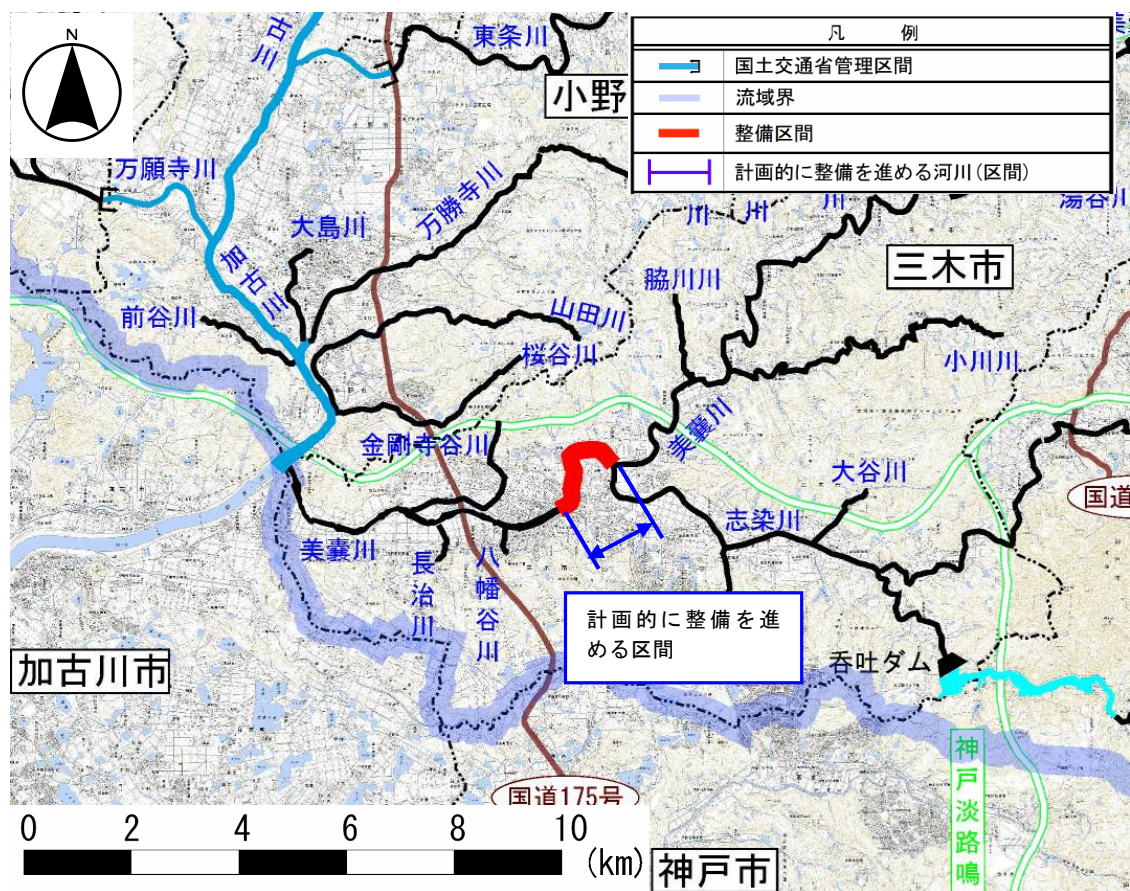 N
凡 例
国土交通省管理区間
流域界
整備区間
計画的に整備を進める河川(区間)
古川
東条川
小野
万願寺川
大島川
万勝寺川
加古川
前谷川
山田川
桜谷川
脇川川
川
川
川
湯谷川
三木市
小川川
金剛寺谷川
美嚢川
大谷川
志染川
国道
美嚢川
長治川
八幡谷川
計画的に整備を進
める区間
呑吐ダム
加古川市
神戸淡路鳴
国道175号
0 2 4 6 8 10
(km)
神戸市